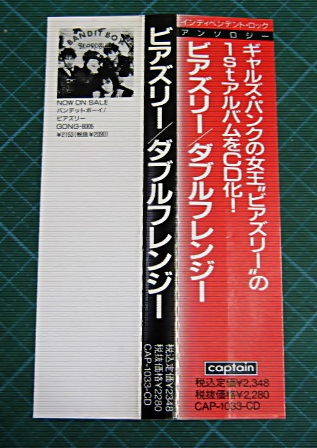 BANDIT BOY
NOW ON SALE
バンデットボーイ/
ビアズリー
GONG-6005
ビアズリー/ダブルフレンジー
税込定価¥2348
税抜価格¥2280
CAP-1033-CD
インディペンデント・ロック
アンソロジー
ギャルズ・パンクの女王"ビアズリー"の
1stアルバムをCD化!
ビアズリー/ダブルフレンジー
captain
税込定価¥2,348
税抜価格¥2,280
CAP-1033-CD